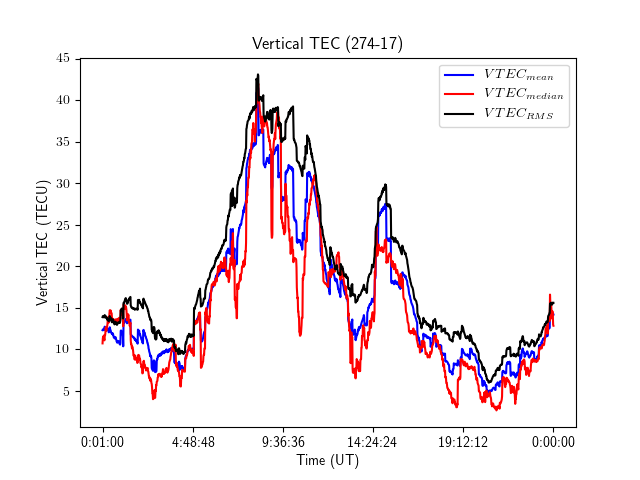 Vertical TEC (274-17)
VTEC_mean
VTEC_median
VTEC_RMS
Vertical TEC (TECU)
45
40
35
30
25
20
15
10
5
0:01:00 4:48:48 9:36:36 14:24:24 19:12:12 0:00:00
Time (UT)